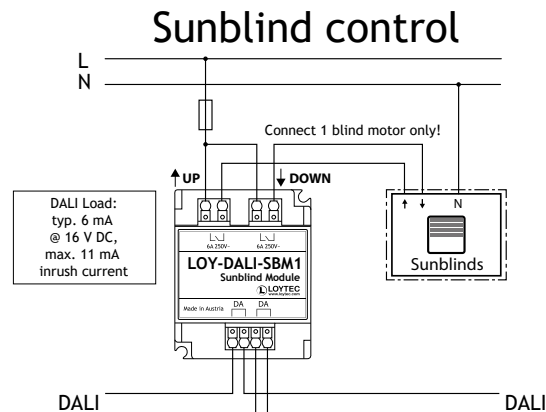 Sunblind control
L
N
Connect 1 blind motor only!
UP
DOWN
DALI Load:
typ. 6 mA
@ 16 V DC,
max. 11 mA
inrush current
6A 250V~
6A 250V~
LOY-DALI-SBM1
Sunblind Module
L LOYTEC
www.loytec.com
Made in Austria
DA
DA
N
Sunblinds
DALI
DALI